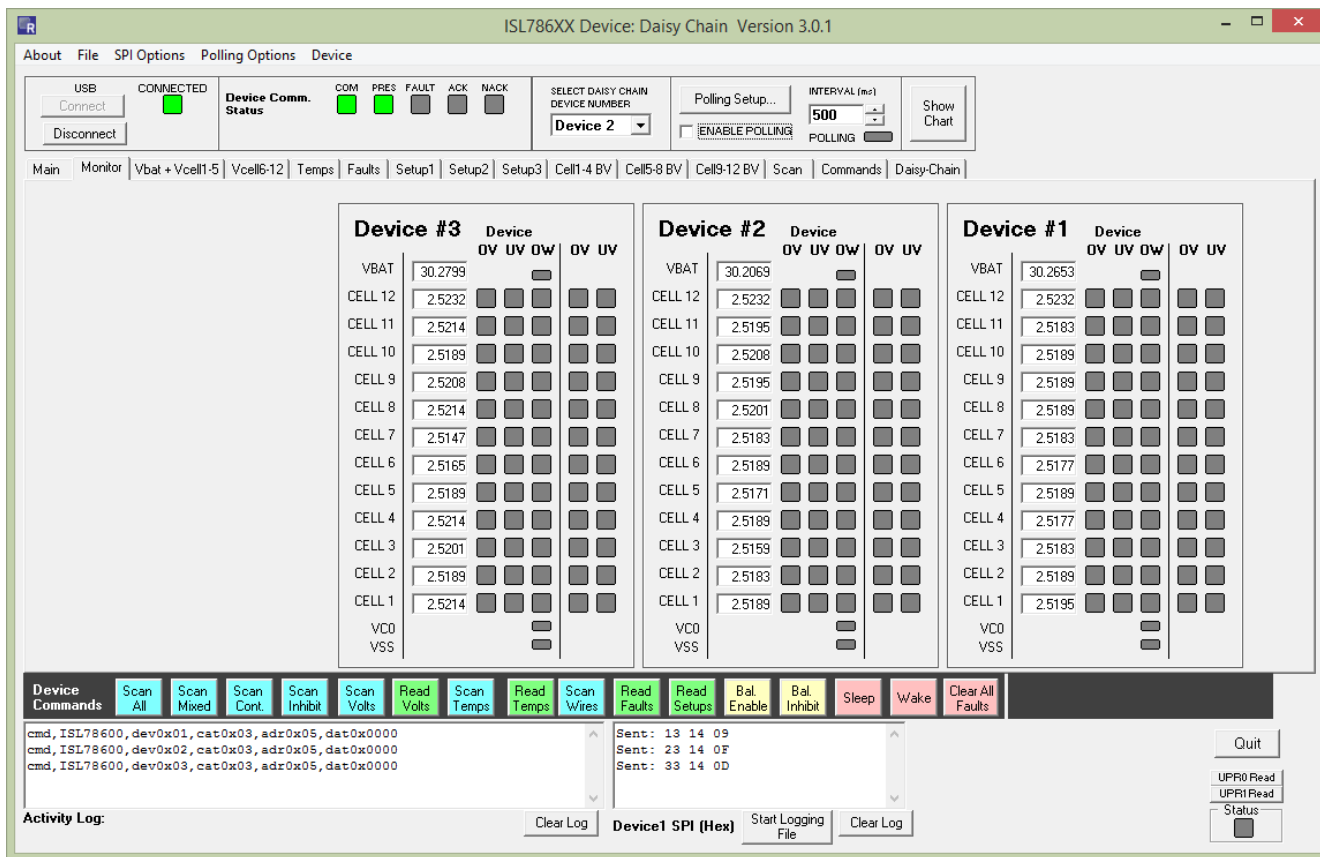 ISL786XX Device: Daisy Chain Version 3.0.1
About File SPI Options Polling Options Device
USB CONNECTED
Connect
Disconnect
Device Comm.
Status
COM PRES FAULT ACK NACK
SELECT DAISY CHAIN
DEVICE NUMBER
Device 2
Polling Setup...
ENABLE POLLING
INTERVAL (ms)
500
POLLING
Show
Chart
Main Monitor Vbat + Vcell1-5 Vcell6-12 Temps Faults Setup1 Setup2 Setup3 Cell1-4 BV Cell5-8 BV Cell9-12 BV Scan Commands Daisy-Chain
Device #3 Device
OV UV OW OV UV
VBAT 30.2799
CELL 12 2.5232
CELL 11 2.5214
CELL 10 2.5189
CELL 9 2.5208
CELL 8 2.5214
CELL 7 2.5147
CELL 6 2.5165
CELL 5 2.5189
CELL 4 2.5214
CELL 3 2.5201
CELL 2 2.5189
CELL 1 2.5214
VC0
VSS
Device #2 Device
OV UV OW OV UV
VBAT 30.2069
CELL 12 2.5232
CELL 11 2.5195
CELL 10 2.5208
CELL 9 2.5195
CELL 8 2.5201
CELL 7 2.5183
CELL 6 2.5189
CELL 5 2.5171
CELL 4 2.5189
CELL 3 2.5159
CELL 2 2.5183
CELL 1 2.5189
VC0
VSS
Device #1 Device
OV UV OW OV UV
VBAT 30.2653
CELL 12 2.5232
CELL 11 2.5183
CELL 10 2.5189
CELL 9 2.5189
CELL 8 2.5189
CELL 7 2.5183
CELL 6 2.5177
CELL 5 2.5189
CELL 4 2.5177
CELL 3 2.5183
CELL 2 2.5189
CELL 1 2.5195
VC0
VSS
Device
Commands
Scan
All
Scan
Mixed
Scan
Cont.
Scan
Inhibit
Scan
Volts
Read
Volts
Scan
Temps
Read
Temps
Scan
Wires
Read
Faults
Read
Setups
Bal.
Enable
Bal.
Inhibit
Sleep
Wake
Clear All
Faults
cmd,ISL78600,dev0x01,cat0x03,adr0x05,dat0x0000
cmd,ISL78600,dev0x02,cat0x03,adr0x05,dat0x0000
cmd,ISL78600,dev0x03,cat0x03,adr0x05,dat0x0000
Activity Log:
Clear Log
Sent: 13 14 09
Sent: 23 14 0F
Sent: 33 14 0D
Device1 SPI (Hex)
Start Logging
File
Clear Log
Quit
UPR0 Read
UPR1 Read
Status